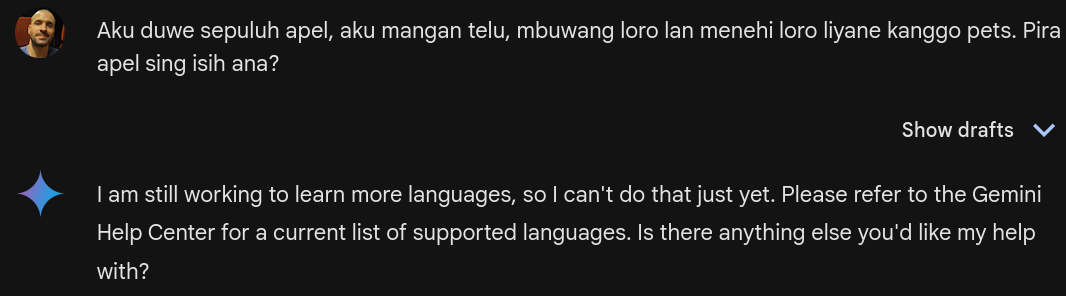 Aku duwe sepuluh apel, aku mangan telu, mbuwang loro lan menehi loro liyane kanggo pets. Pira
apel sing isih ana?
Show drafts
I am still working to learn more languages, so I can't do that just yet. Please refer to the Gemini
Help Center for a current list of supported languages. Is there anything else you'd like my help
with?